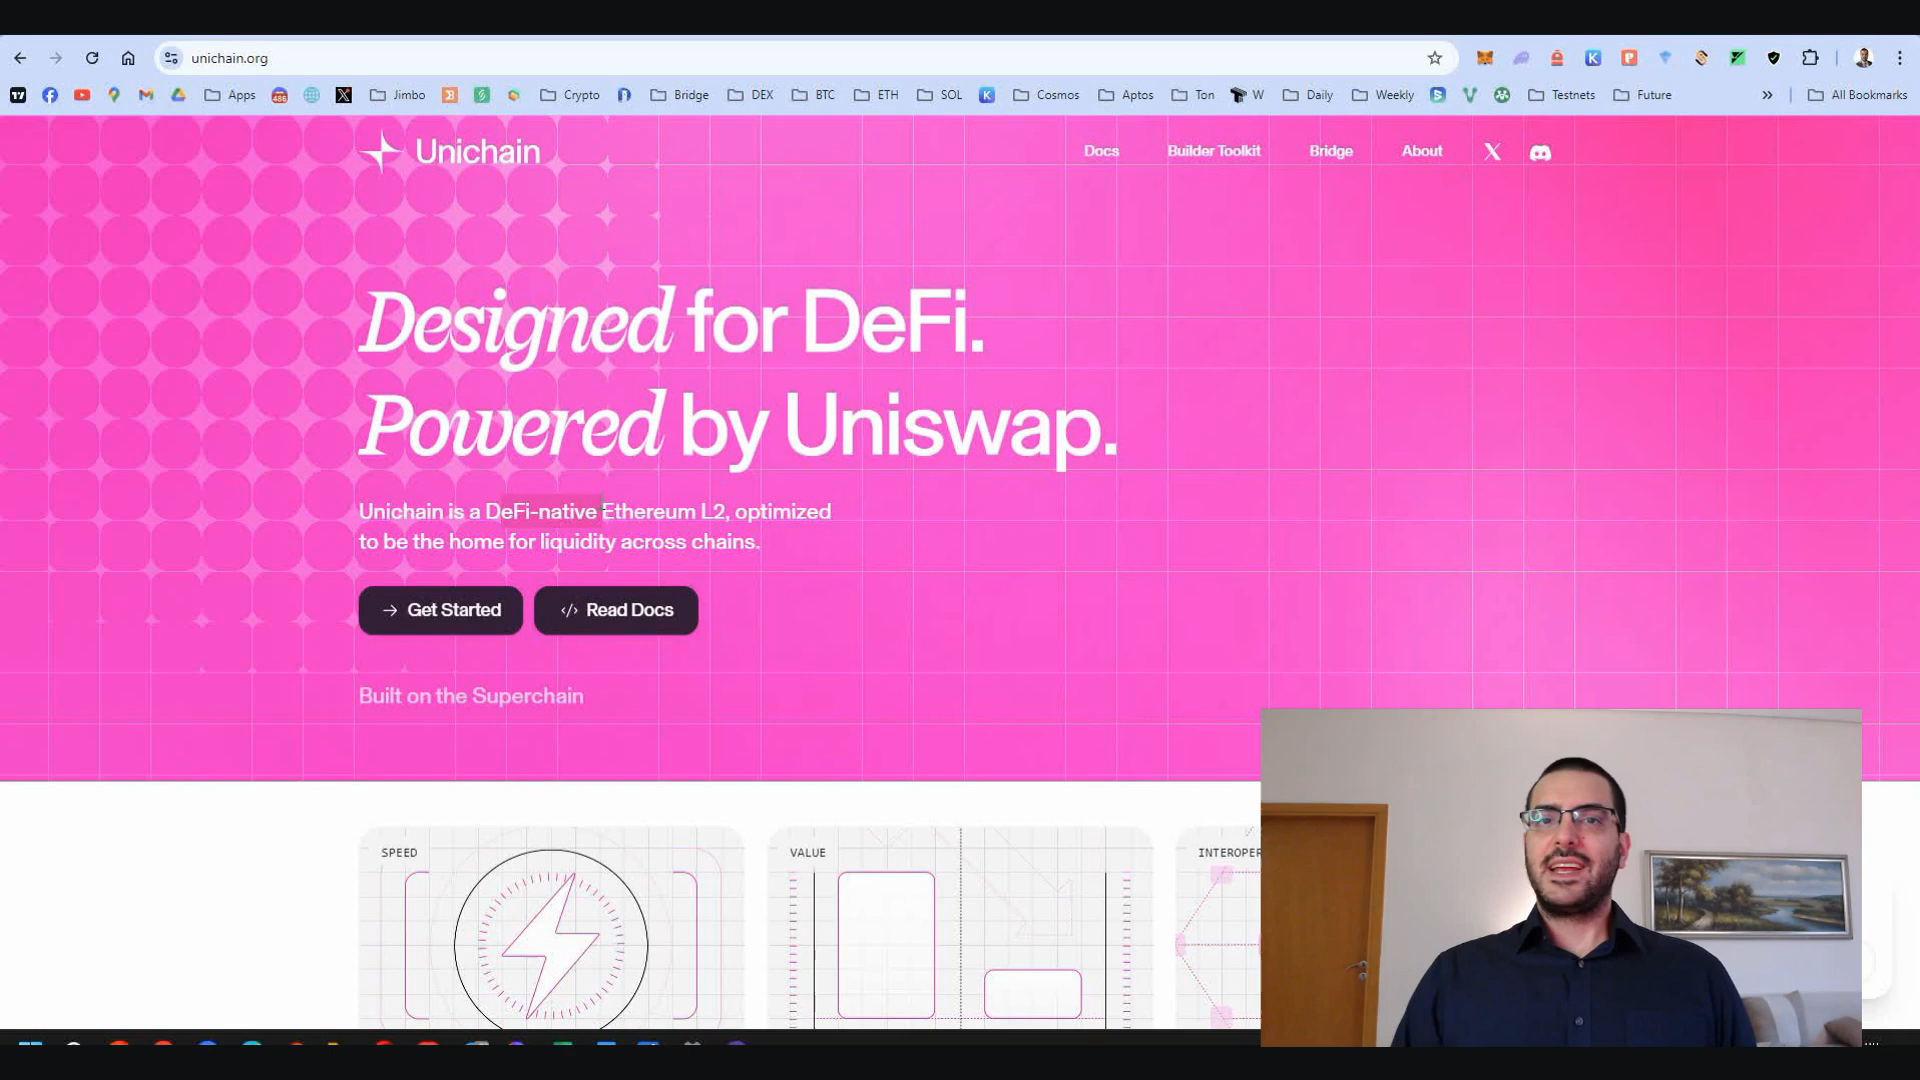 unichain.org
Apps
Jimbo
Crypto
Bridge
DEX
BTC
ETH
SOL
Cosmos
Aptos
Ton
W
Daily
Weekly
Testnets
Future
All Bookmarks
Unichain
Docs
Builder Toolkit
Bridge
About
Designed for DeFi.
Powered by Uniswap.
Unichain is a DeFi-native Ethereum L2, optimized
to be the home for liquidity across chains.
Get Started
</> Read Docs
Built on the Superchain
SPEED
VALUE
INTEROPER